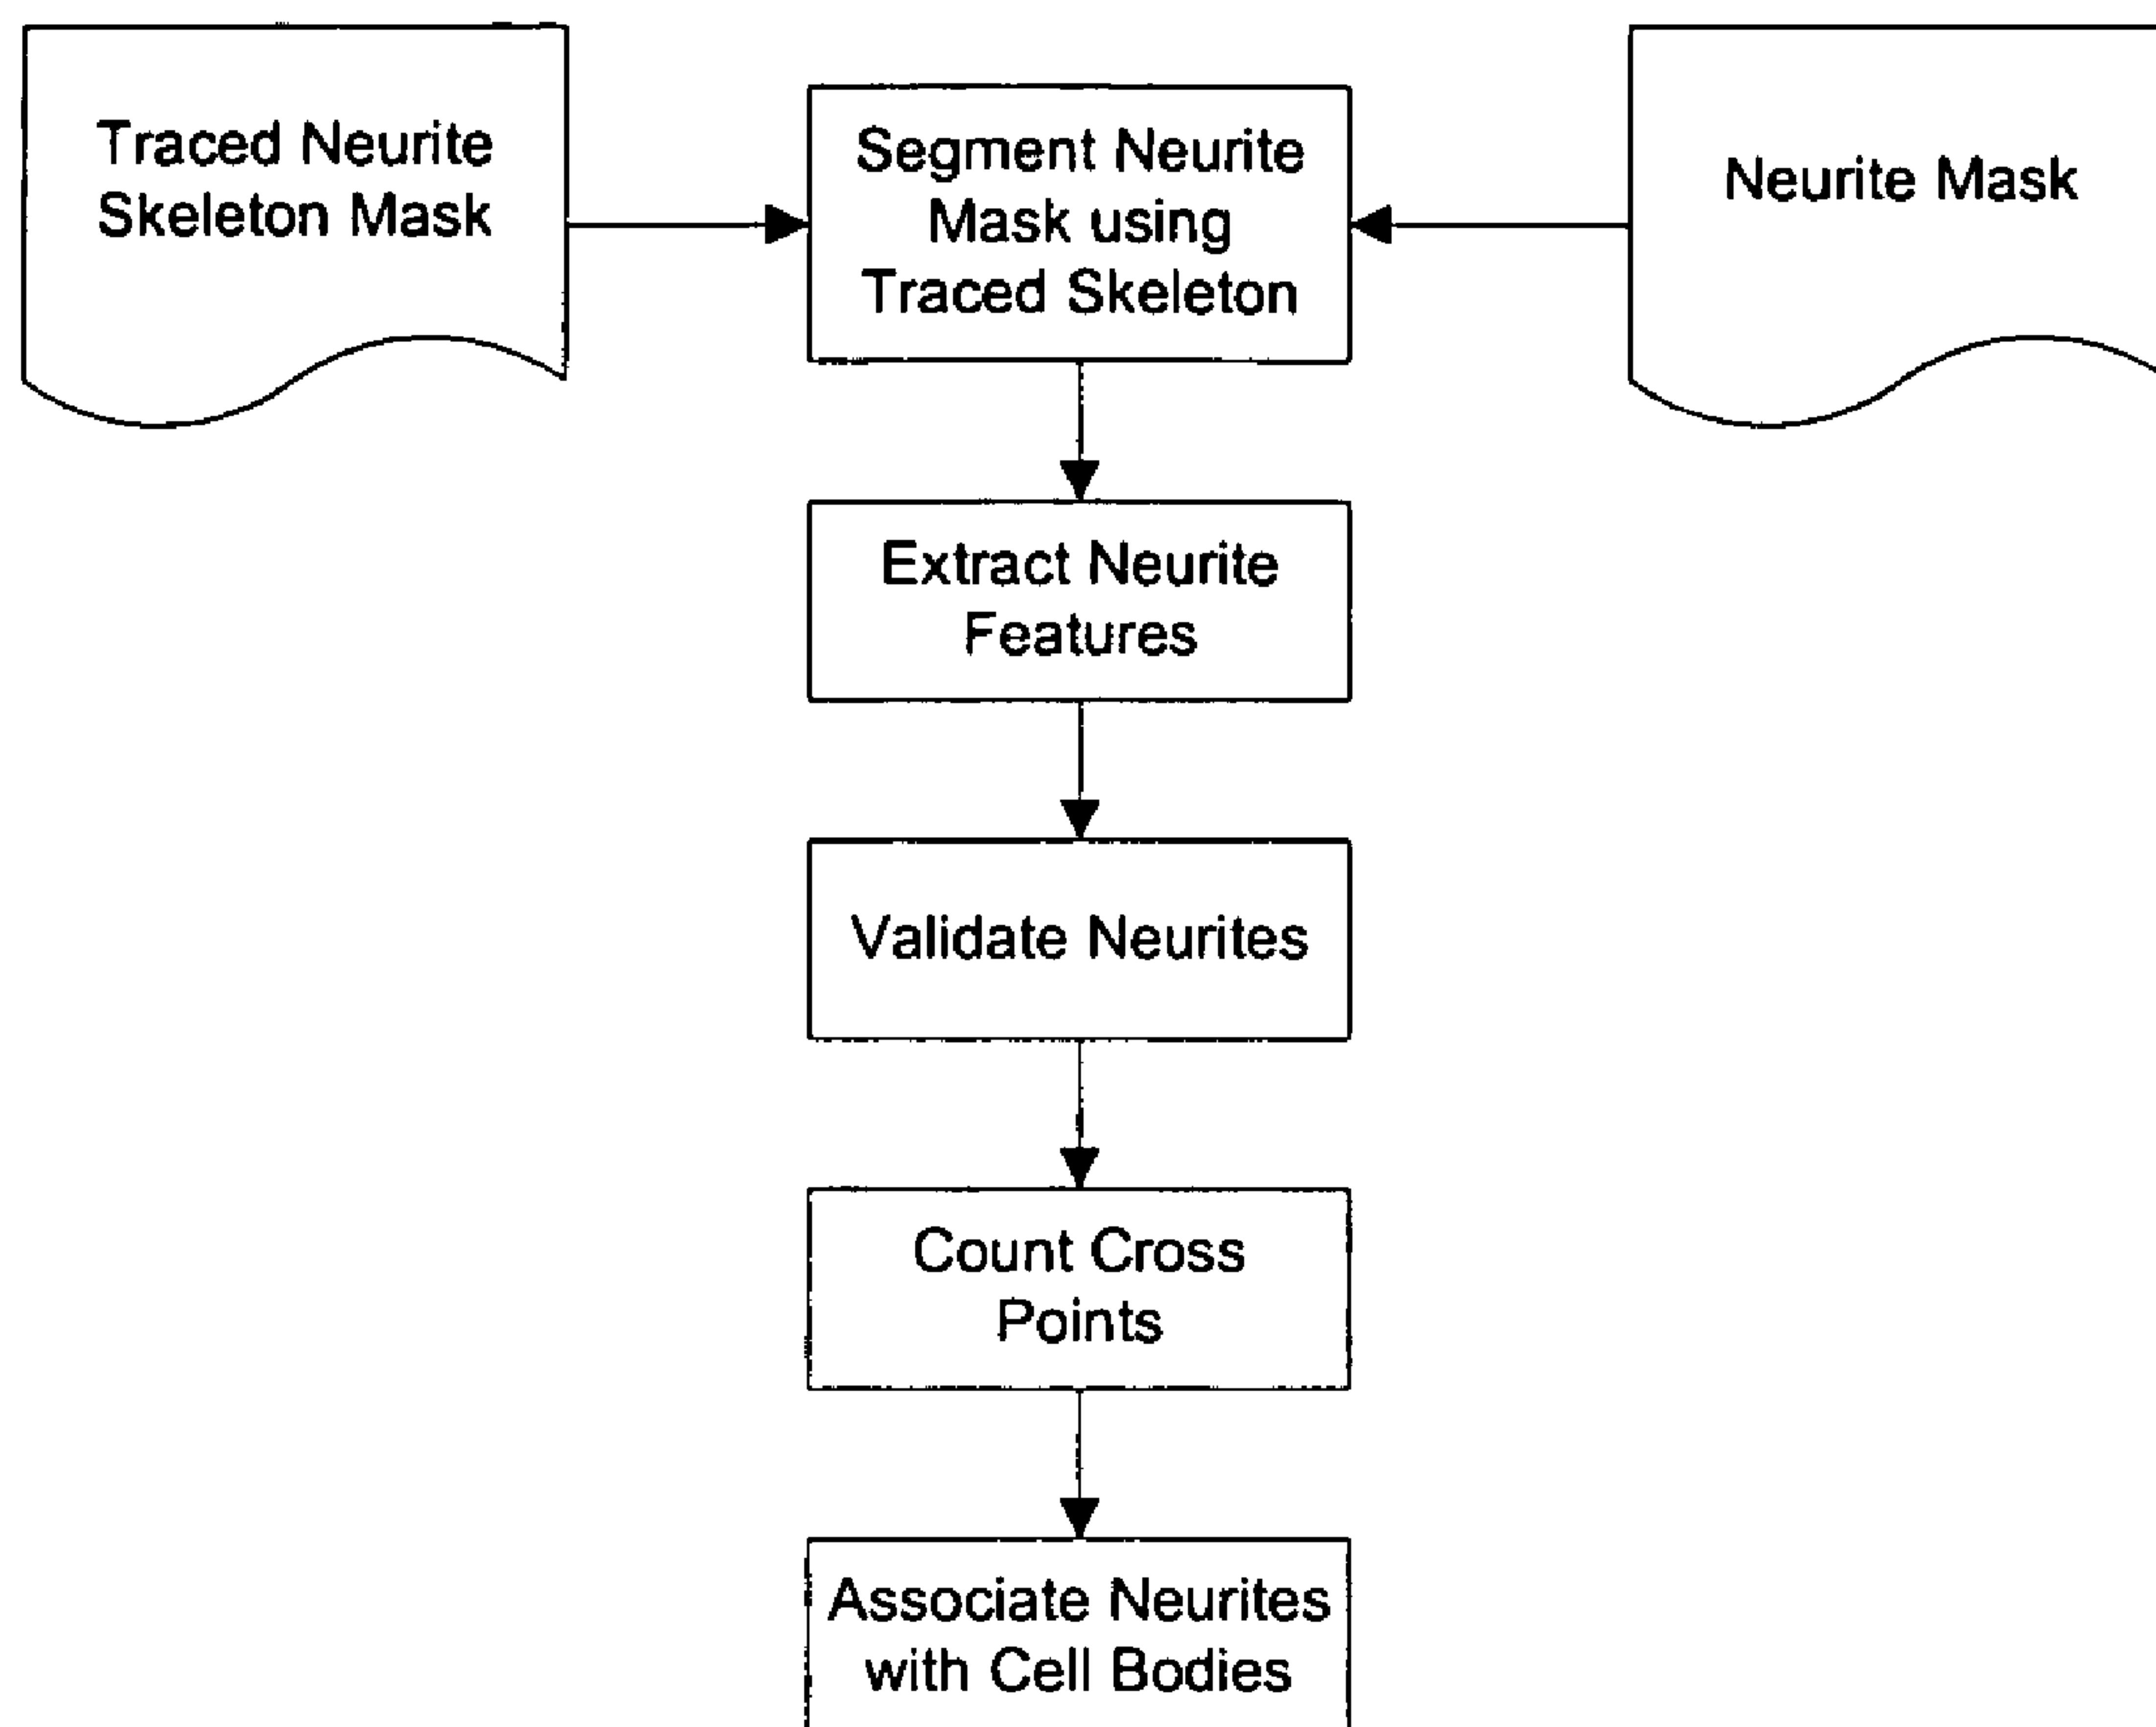 Traced Neurite
Skeleton Mask
Segment Neurite
Mask using
Traced Skeleton
Neurite Mask
Extract Neurite
Features
Validate Neurites
Count Cross
Points
Associate Neurites
with Cell Bodies